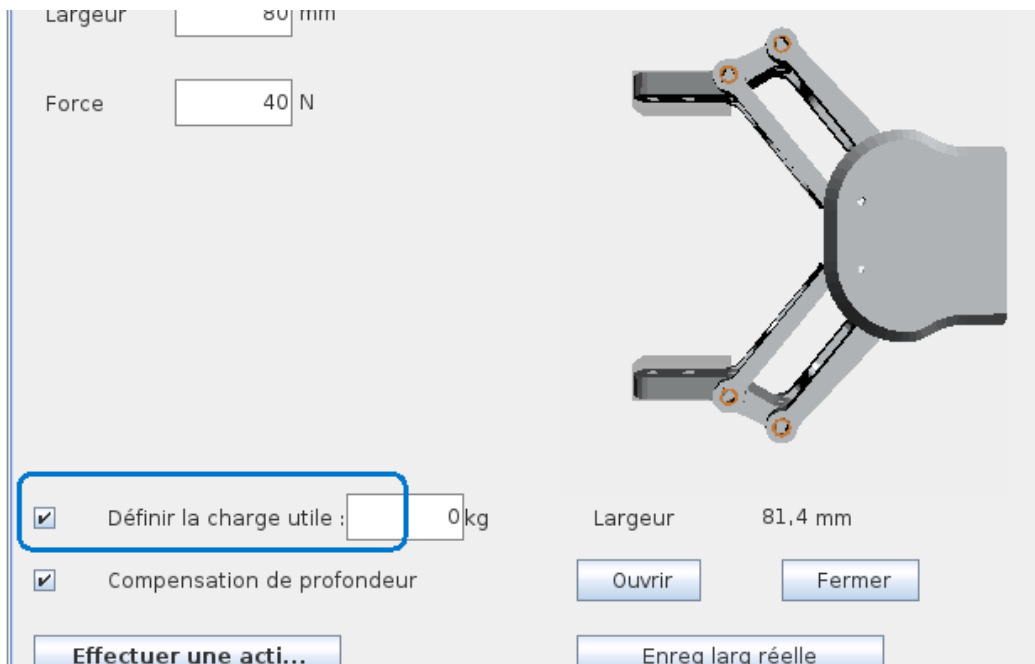 Largeur 80 mm
Force 40 N
Définir la charge utile : 0 kg Largeur 81,4 mm
Compensation de profondeur Ouvrir Fermer
Effectuer une acti... Enreg larg réelle